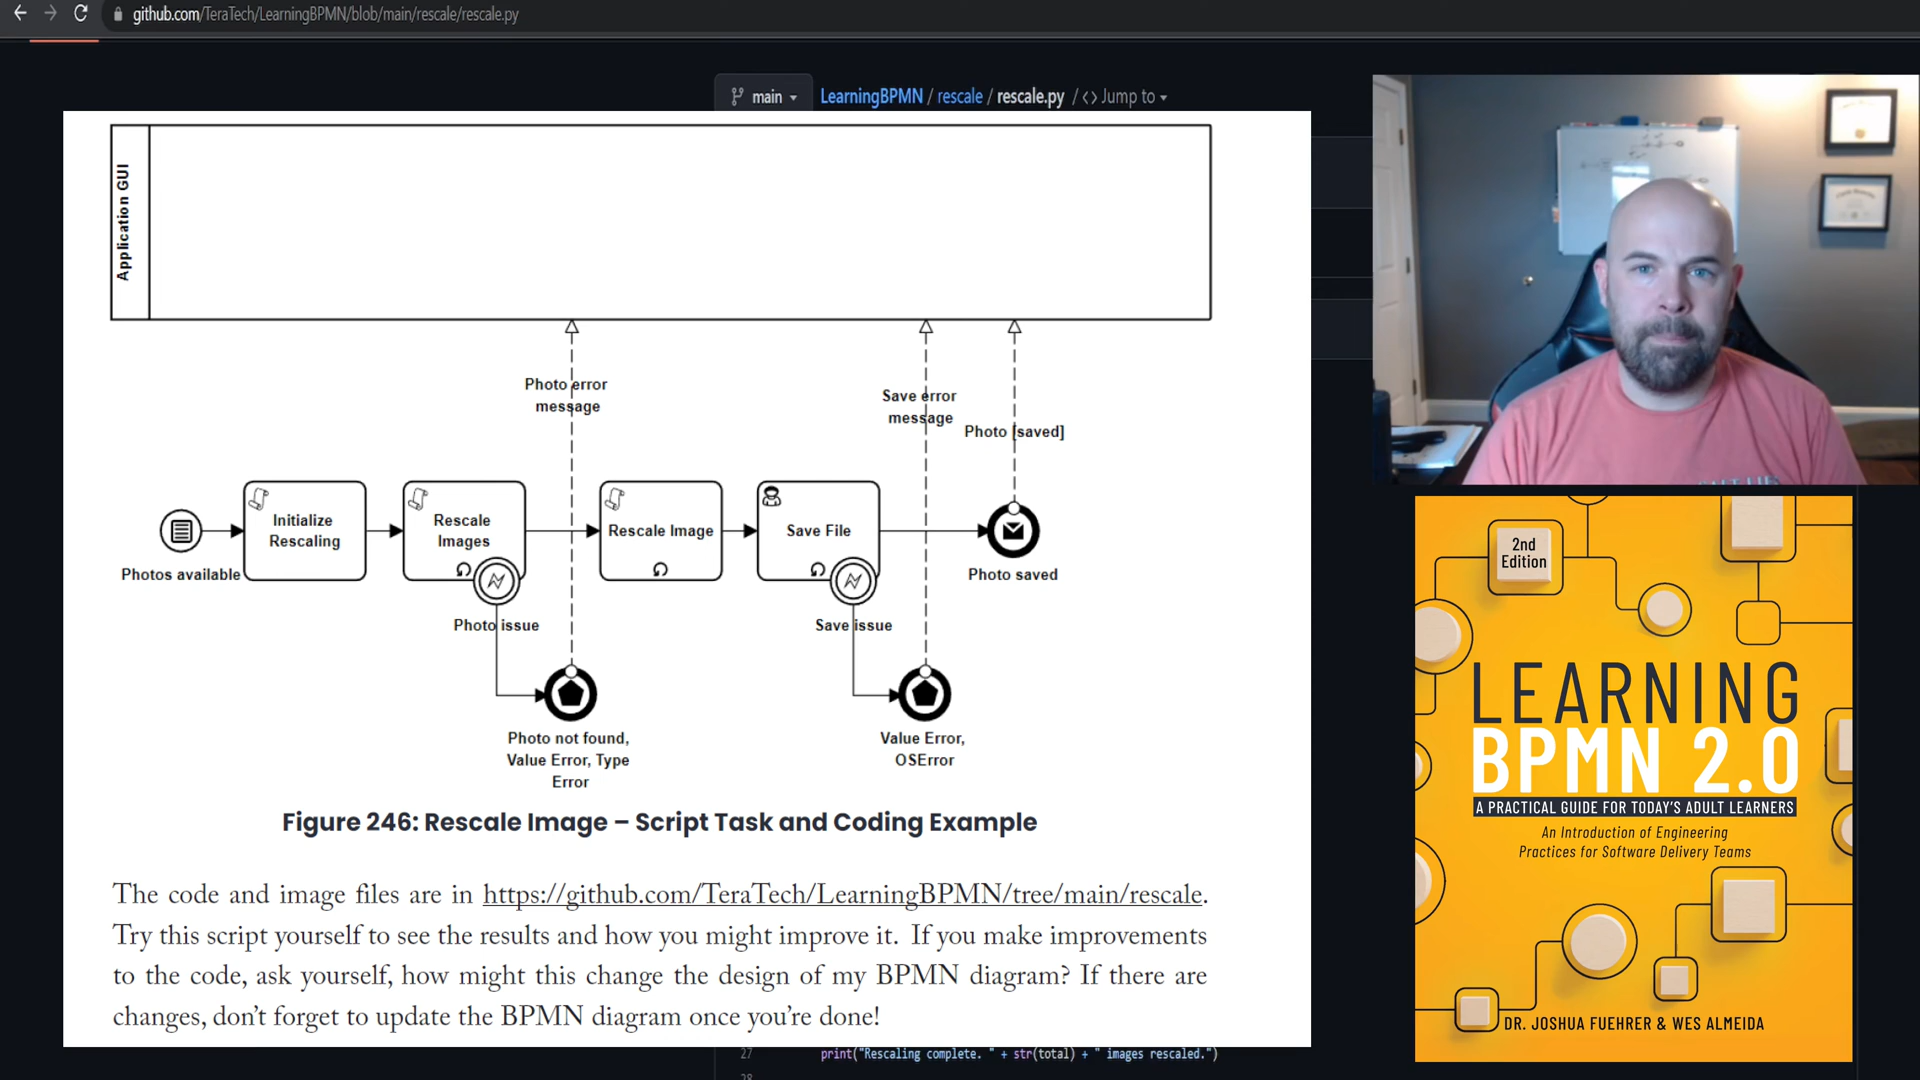 github.com/TeraTech/LearningBPMN/blob/main/rescale/rescale.py
main
LearningBPMN / rescale / rescale.py / <> Jump to
Application GUI
Photo error
message
Save error
message
Photo [saved]
Initialize
Rescaling
Rescale
Images
Rescale Image
Save File
Photos available
Photo saved
Photo issue
Save issue
Photo not found,
Value Error, Type
Error
Value Error,
OSError
Figure 246: Rescale Image – Script Task and Coding Example
The code and image files are in https://github.com/TeraTech/LearningBPMN/tree/main/rescale.
Try this script yourself to see the results and how you might improve it. If you make improvements
to the code, ask yourself, how might this change the design of my BPMN diagram? If there are
changes, don't forget to update the BPMN diagram once you're done!
27 print("Rescaling complete. " + str(total) + " images rescaled.")
28
2nd
Edition
LEARNING
BPMN 2.0
A PRACTICAL GUIDE FOR TODAY'S ADULT LEARNERS
An Introduction of Engineering
Practices for Software Delivery Teams
DR. JOSHUA FUEHRER & WES ALMEIDA